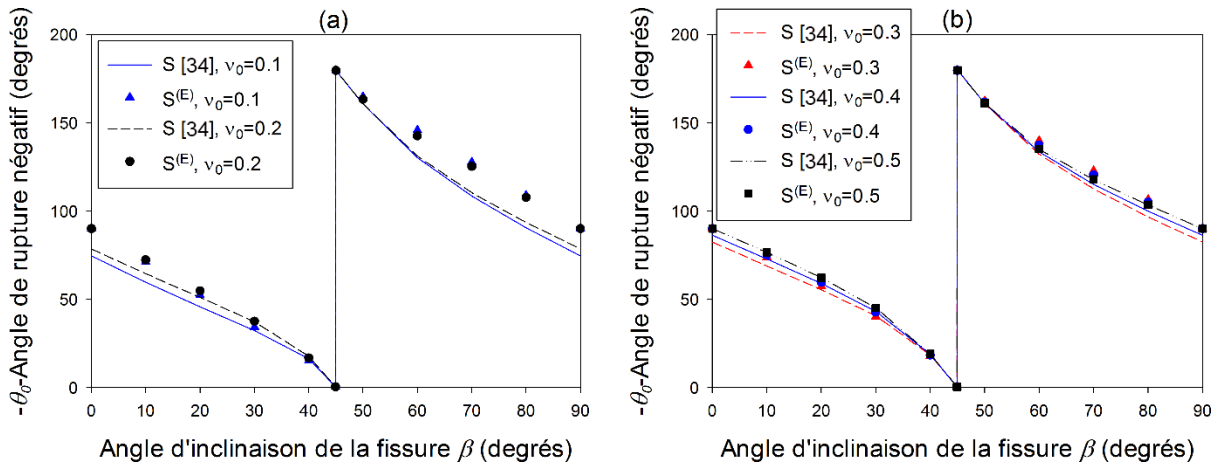 (a)
-θ0-Angle de rupture négatif (degrés)
200
150
100
50
0
S [34], ν0=0.1
S(E), ν0=0.1
S [34], ν0=0.2
S(E), ν0=0.2
0 10 20 30 40 50 60 70 80 90
Angle d'inclinaison de la fissure β (degrés)
(b)
-θ0-Angle de rupture négatif (degrés)
200
150
100
50
0
S [34], ν0=0.3
S(E), ν0=0.3
S [34], ν0=0.4
S(E), ν0=0.4
S [34], ν0=0.5
S(E), ν0=0.5
0 10 20 30 40 50 60 70 80 90
Angle d'inclinaison de la fissure β (degrés)